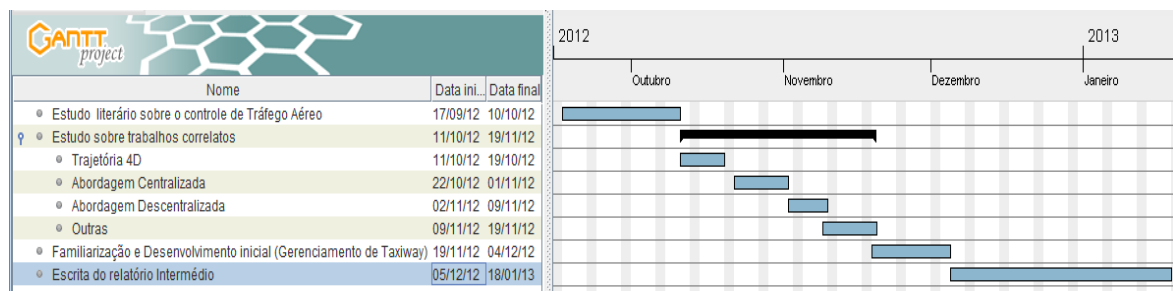 GANTT
project
2012 2013
Outubro Novembro Dezembro Janeiro
Nome Data ini... Data final
Estudo literário sobre o controle de Tráfego Aéreo 17/09/12 10/10/12
Estudo sobre trabalhos correlatos 11/10/12 19/11/12
Trajetória 4D 11/10/12 19/10/12
Abordagem Centralizada 22/10/12 01/11/12
Abordagem Descentralizada 02/11/12 09/11/12
Outras 09/11/12 19/11/12
Familiarização e Desenvolvimento inicial (Gerenciamento de Taxiway) 19/11/12 04/12/12
Escrita do relatório Intermédio 05/12/12 18/01/13